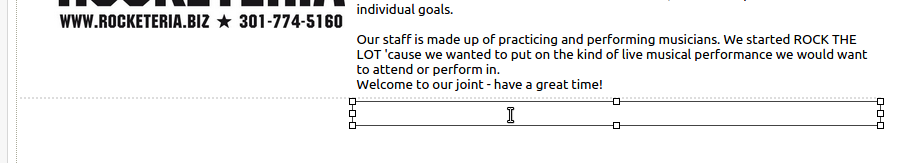 WWW.ROCKETERIA.BIZ ★ 301-774-5160
individual goals.
Our staff is made up of practicing and performing musicians. We started ROCK THE
LOT 'cause we wanted to put on the kind of live musical performance we would want
to attend or perform in.
Welcome to our joint - have a great time!